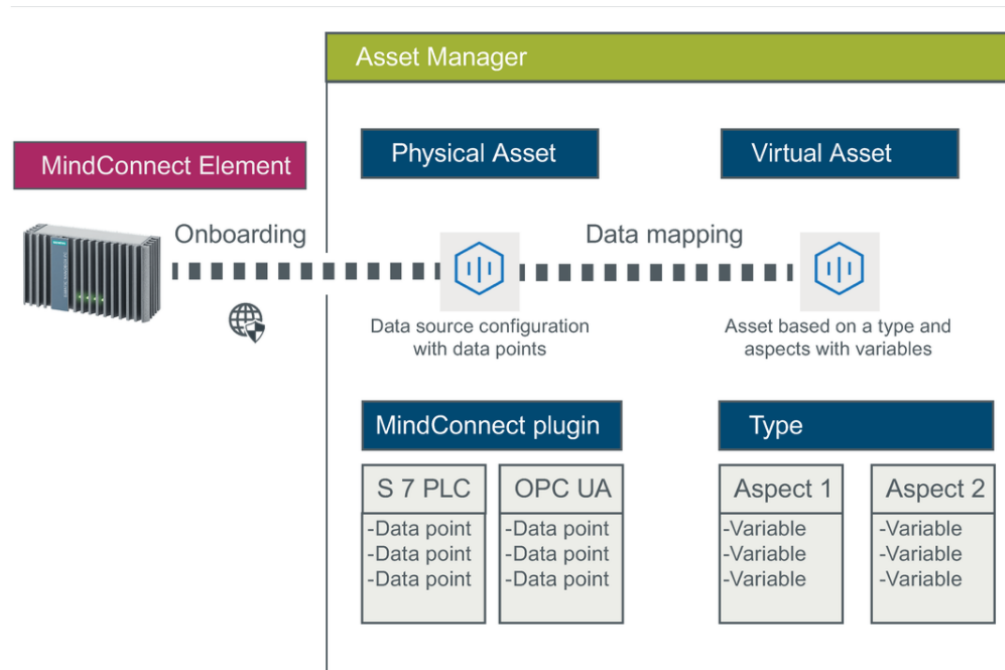 Asset Manager
MindConnect Element
Physical Asset
Virtual Asset
Onboarding
Data mapping
Data source configuration
with data points
Asset based on a type and
aspects with variables
MindConnect plugin
Type
S 7 PLC
-Data point
-Data point
-Data point
OPC UA
-Data point
-Data point
-Data point
Aspect 1
-Variable
-Variable
-Variable
Aspect 2
-Variable
-Variable
-Variable